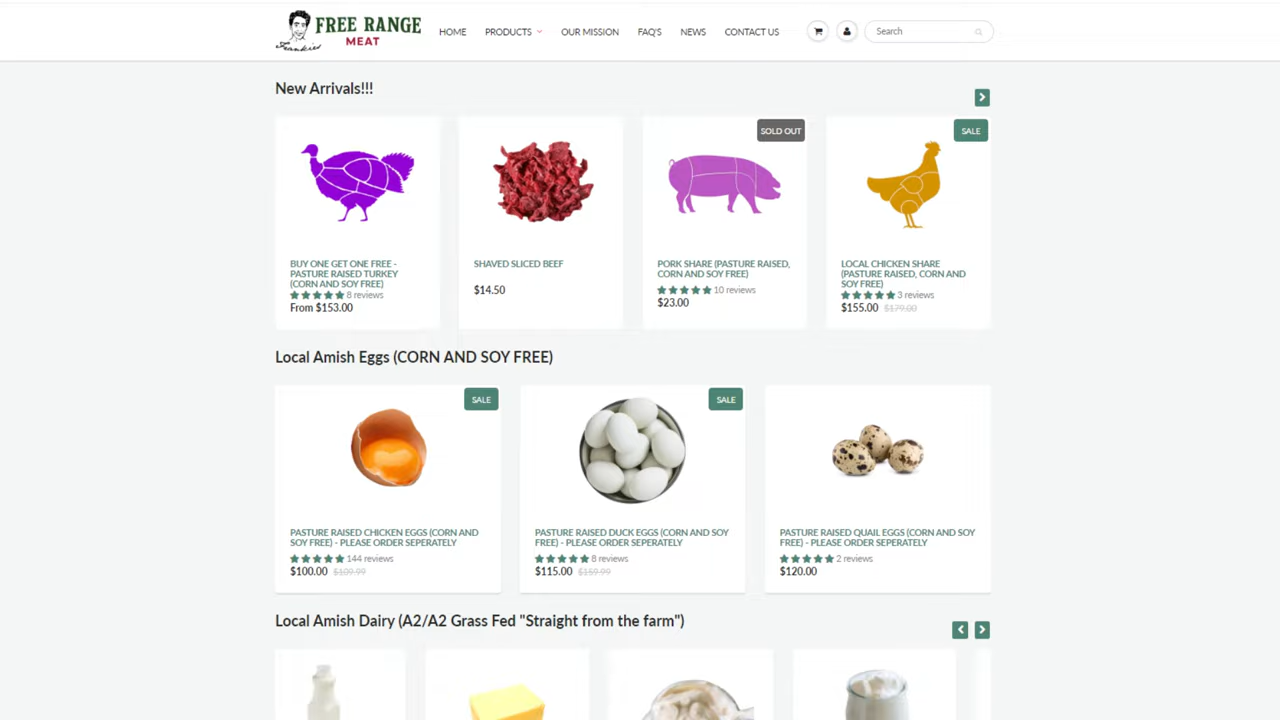 FREE RANGE
MEAT
Frankies
HOME
PRODUCTS
OUR MISSION
FAQ'S
NEWS
CONTACT US
Search
New Arrivals!!!
SOLD OUT
SALE
BUY ONE GET ONE FREE -
PASTURE RAISED TURKEY
(CORN AND SOY FREE)
8 reviews
From $153.00
SHAVED SLICED BEEF
$14.50
PORK SHARE (PASTURE RAISED,
CORN AND SOY FREE)
10 reviews
$23.00
LOCAL CHICKEN SHARE
(PASTURE RAISED, CORN AND
SOY FREE)
3 reviews
$155.00 $179.00
Local Amish Eggs (CORN AND SOY FREE)
SALE
SALE
PASTURE RAISED CHICKEN EGGS (CORN AND
SOY FREE) - PLEASE ORDER SEPERATELY
144 reviews
$100.00 $109.99
PASTURE RAISED DUCK EGGS (CORN AND SOY
FREE) - PLEASE ORDER SEPERATELY
8 reviews
$115.00 $159.99
PASTURE RAISED QUAIL EGGS (CORN AND SOY
FREE) - PLEASE ORDER SEPERATELY
2 reviews
$120.00
Local Amish Dairy (A2/A2 Grass Fed "Straight from the farm")